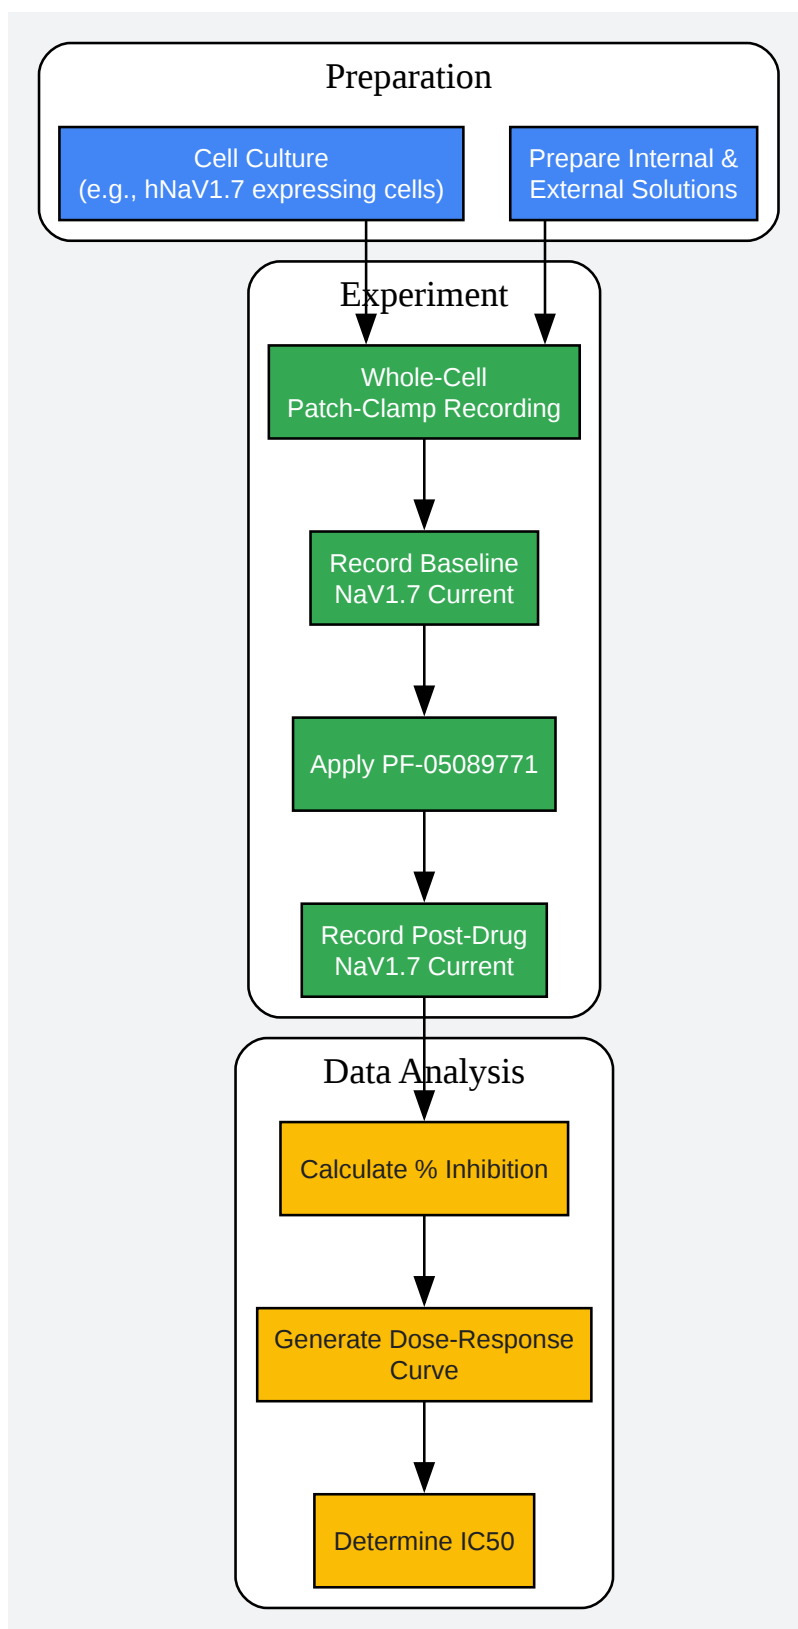 Preparation
Cell Culture
(e.g., hNaV1.7 expressing cells)
Prepare Internal &
External Solutions
Experiment
Whole-Cell
Patch-Clamp Recording
Record Baseline
NaV1.7 Current
Apply PF-05089771
Record Post-Drug
NaV1.7 Current
Data Analysis
Calculate % Inhibition
Generate Dose-Response
Curve
Determine IC50